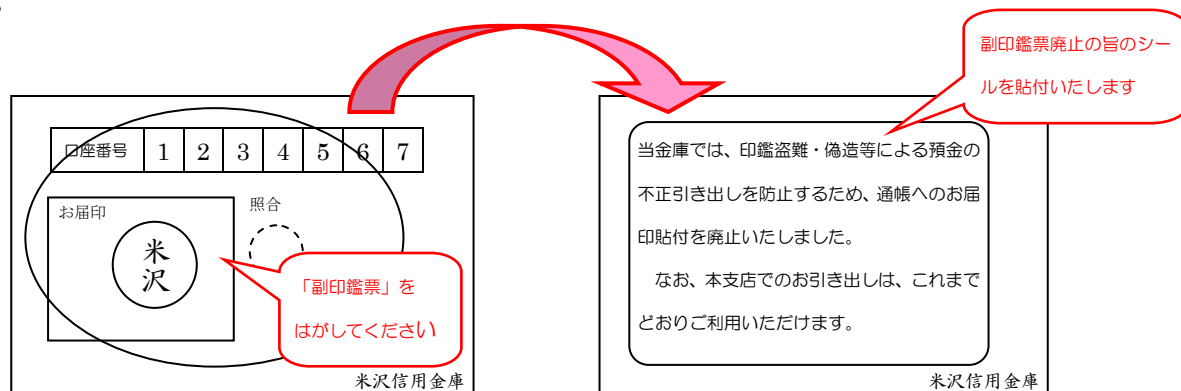 副印鑑票廃止の旨のシー
ルを貼付いたします
口座番号 1 2 3 4 5 6 7
お届印
照合
米沢
「副印鑑票」を
はがしてください
米沢信用金庫
当金庫では、印鑑盗難・偽造等による預金の
不正引き出しを防止するため、通帳へのお届
印貼付を廃止いたしました。
なお、本支店でのお引き出しは、これまで
どおりご利用いただけます。
米沢信用金庫